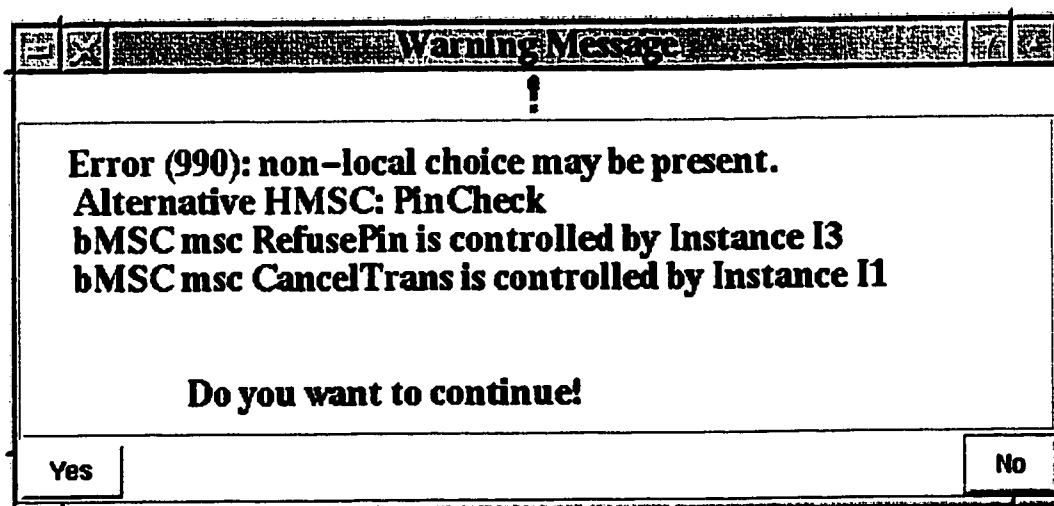 Warning Message
!
Error (990): non-local choice may be present.
Alternative HMSC: PinCheck
bMSC msc RefusePin is controlled by Instance I3
bMSC msc CancelTrans is controlled by Instance I1
Do you want to continue!
Yes
No